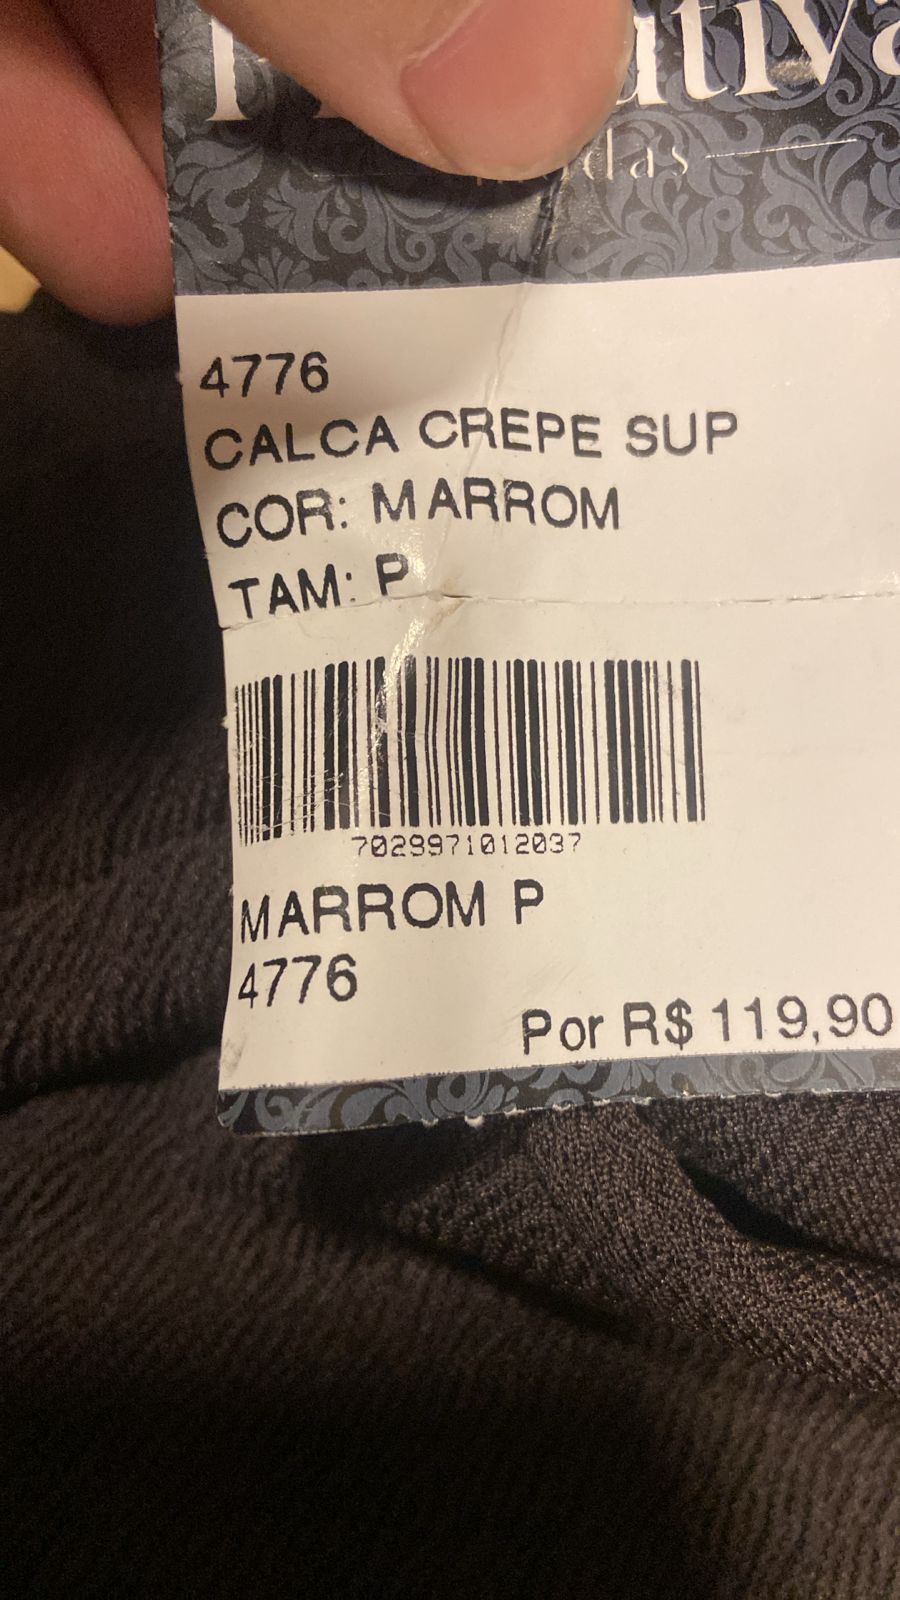 4776
CALCA CREPE SUP
COR: MARROM
TAM: P
7029971012037
MARROM P
4776
Por R$ 119,90